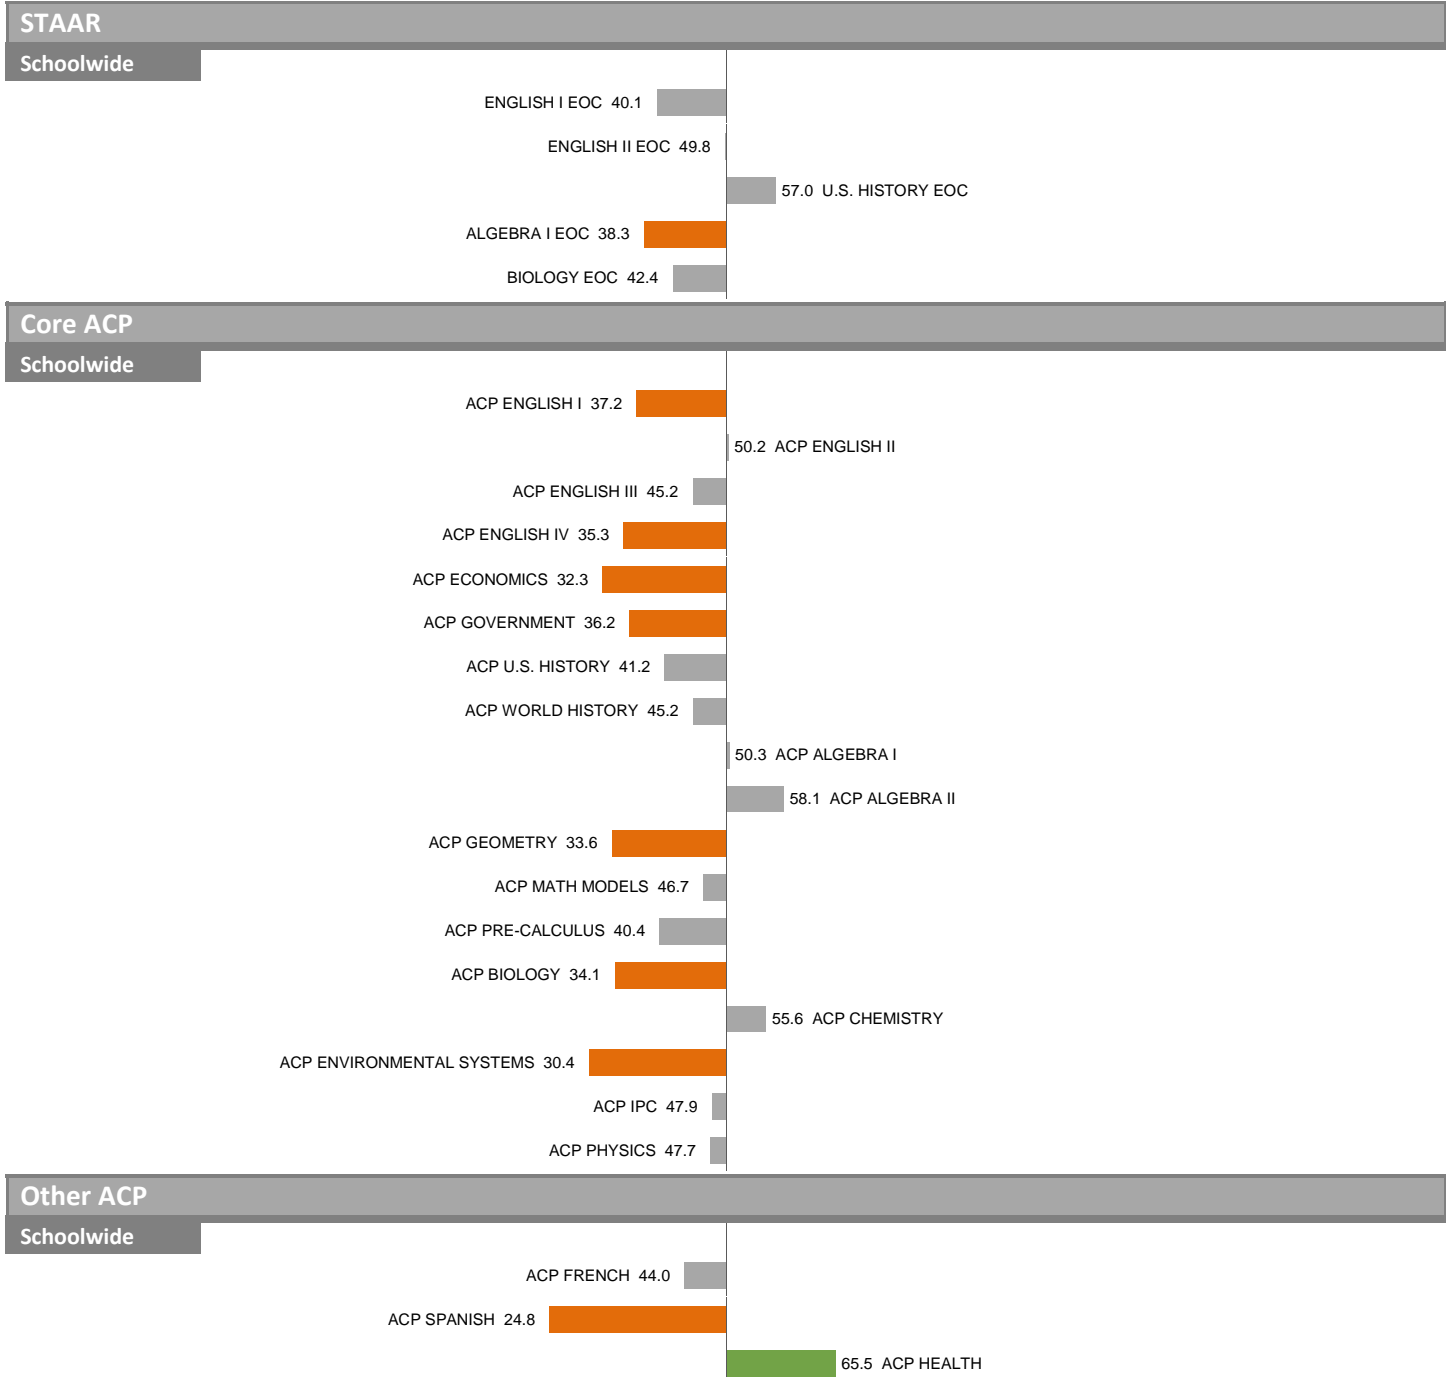 STAAR
Schoolwide
ENGLISH I EOC 40.1
ENGLISH II EOC 49.8
57.0 U.S. HISTORY EOC
ALGEBRA I EOC 38.3
BIOLOGY EOC 42.4
Core ACP
Schoolwide
ACP ENGLISH I 37.2
50.2 ACP ENGLISH II
ACP ENGLISH III 45.2
ACP ENGLISH IV 35.3
ACP ECONOMICS 32.3
ACP GOVERNMENT 36.2
ACP U.S. HISTORY 41.2
ACP WORLD HISTORY 45.2
50.3 ACP ALGEBRA I
58.1 ACP ALGEBRA II
ACP GEOMETRY 33.6
ACP MATH MODELS 46.7
ACP PRE-CALCULUS 40.4
ACP BIOLOGY 34.1
55.6 ACP CHEMISTRY
ACP ENVIRONMENTAL SYSTEMS 30.4
ACP IPC 47.9
ACP PHYSICS 47.7
Other ACP
Schoolwide
ACP FRENCH 44.0
ACP SPANISH 24.8
65.5 ACP HEALTH